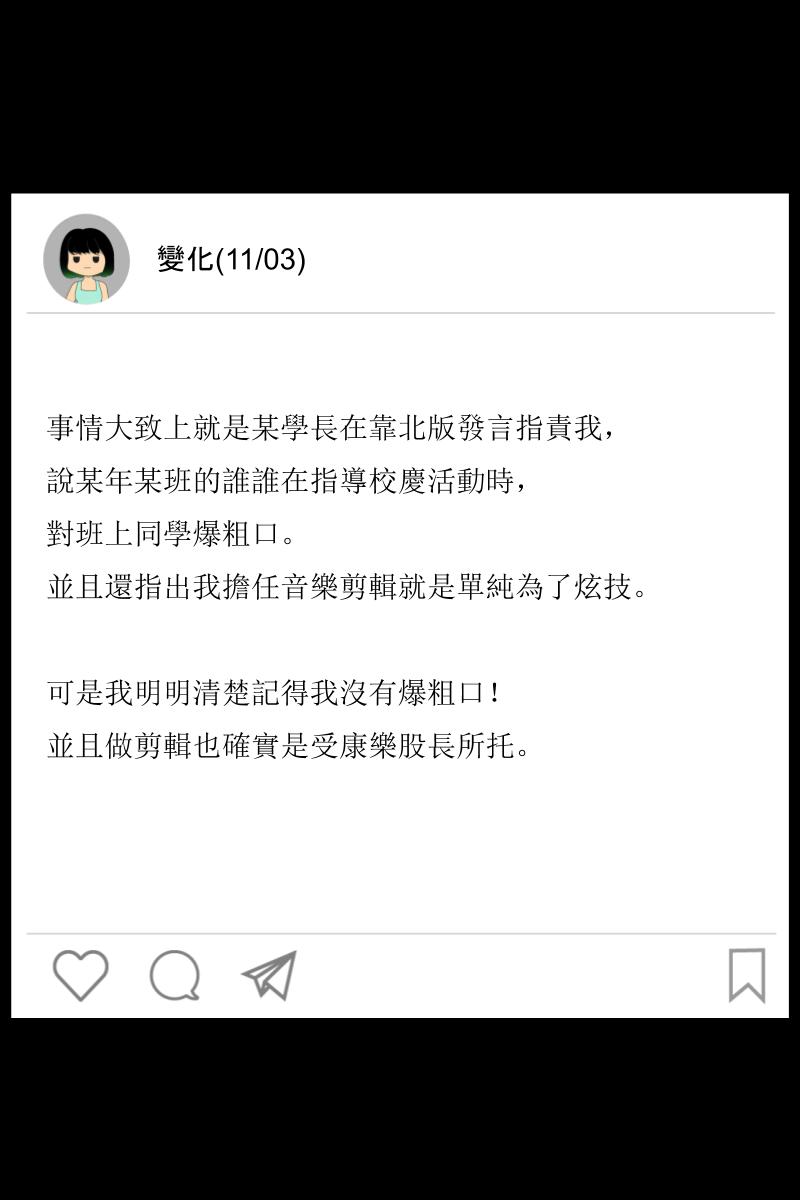 變化(11/03)
事情大致上就是某學長在靠北版發言指責我，
說某年某班的誰誰在指導校慶活動時，
對班上同學爆粗口。
並且還指出我擔任音樂剪輯就是單純為了炫技。
可是我明明清楚記得我沒有爆粗口！
並且做剪輯也確實是受康樂股長所托。